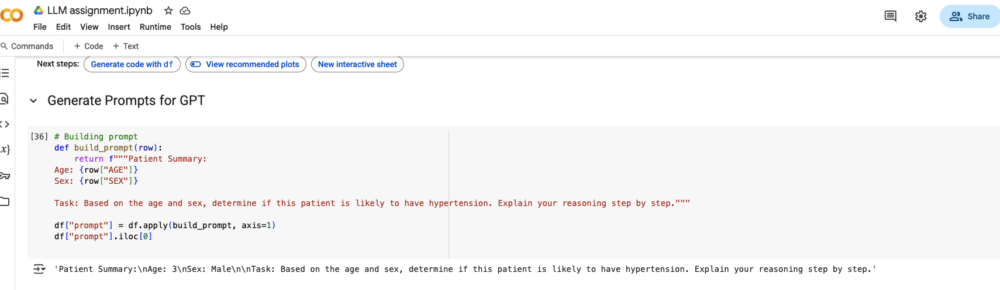 LLM assignment.ipynb
File Edit View Insert Runtime Tools Help
Share
Commands + Code + Text
Next steps: Generate code with df View recommended plots New interactive sheet
Generate Prompts for GPT
[36] # Building prompt
def build_prompt(row):
    return f"""Patient Summary:
Age: {row["AGE"]}
Sex: {row["SEX"]}
Task: Based on the age and sex, determine if this patient is likely to have hypertension. Explain your reasoning step by step."""
df["prompt"] = df.apply(build_prompt, axis=1)
df["prompt"].iloc[0]
'Patient Summary:\nAge: 3\nSex: Male\n\nTask: Based on the age and sex, determine if this patient is likely to have hypertension. Explain your reasoning step by step.'